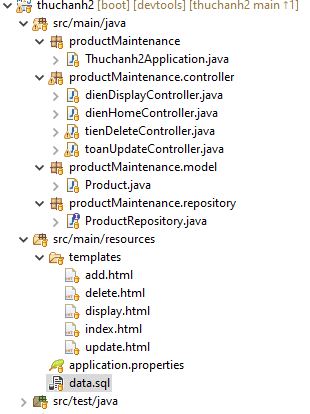 thuchanh2 [boot] [devtools] [thuchanh2 main ↑1]
src/main/java
productMaintenance
Thuchanh2Application.java
productMaintenance.controller
dienDisplayController.java
dienHomeController.java
tienDeleteController.java
toanUpdateController.java
productMaintenance.model
Product.java
productMaintenance.repository
ProductRepository.java
src/main/resources
templates
add.html
delete.html
display.html
index.html
update.html
application.properties
data.sql
src/test/java